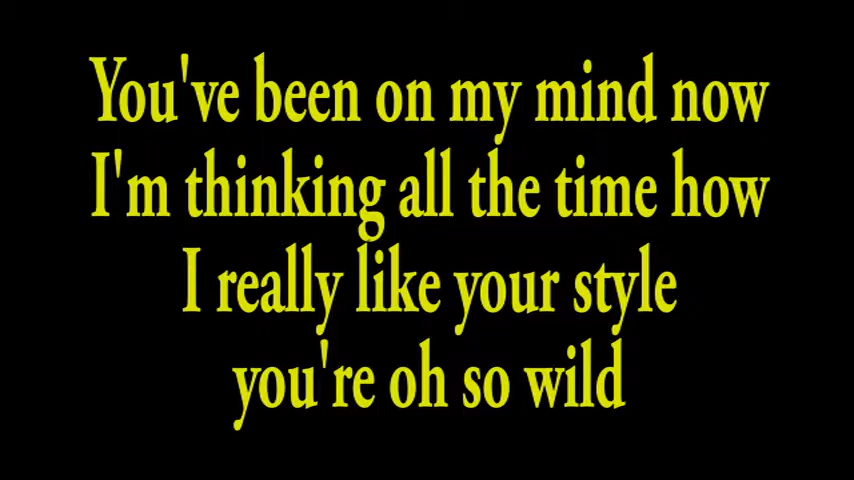 You've been on my mind now
I'm thinking all the time how
I really like your style
you're oh so wild